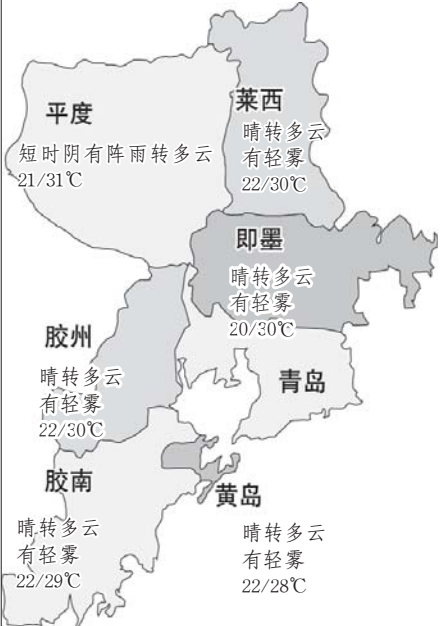 平度
短时阴有阵雨转多云
21/31℃
莱西
晴转多云
有轻雾
22/30℃
即墨
晴转多云
有轻雾
20/30℃
胶州
晴转多云
有轻雾
22/30℃
青岛
胶南
晴转多云
有轻雾
22/29℃
黄岛
晴转多云
有轻雾
22/28℃